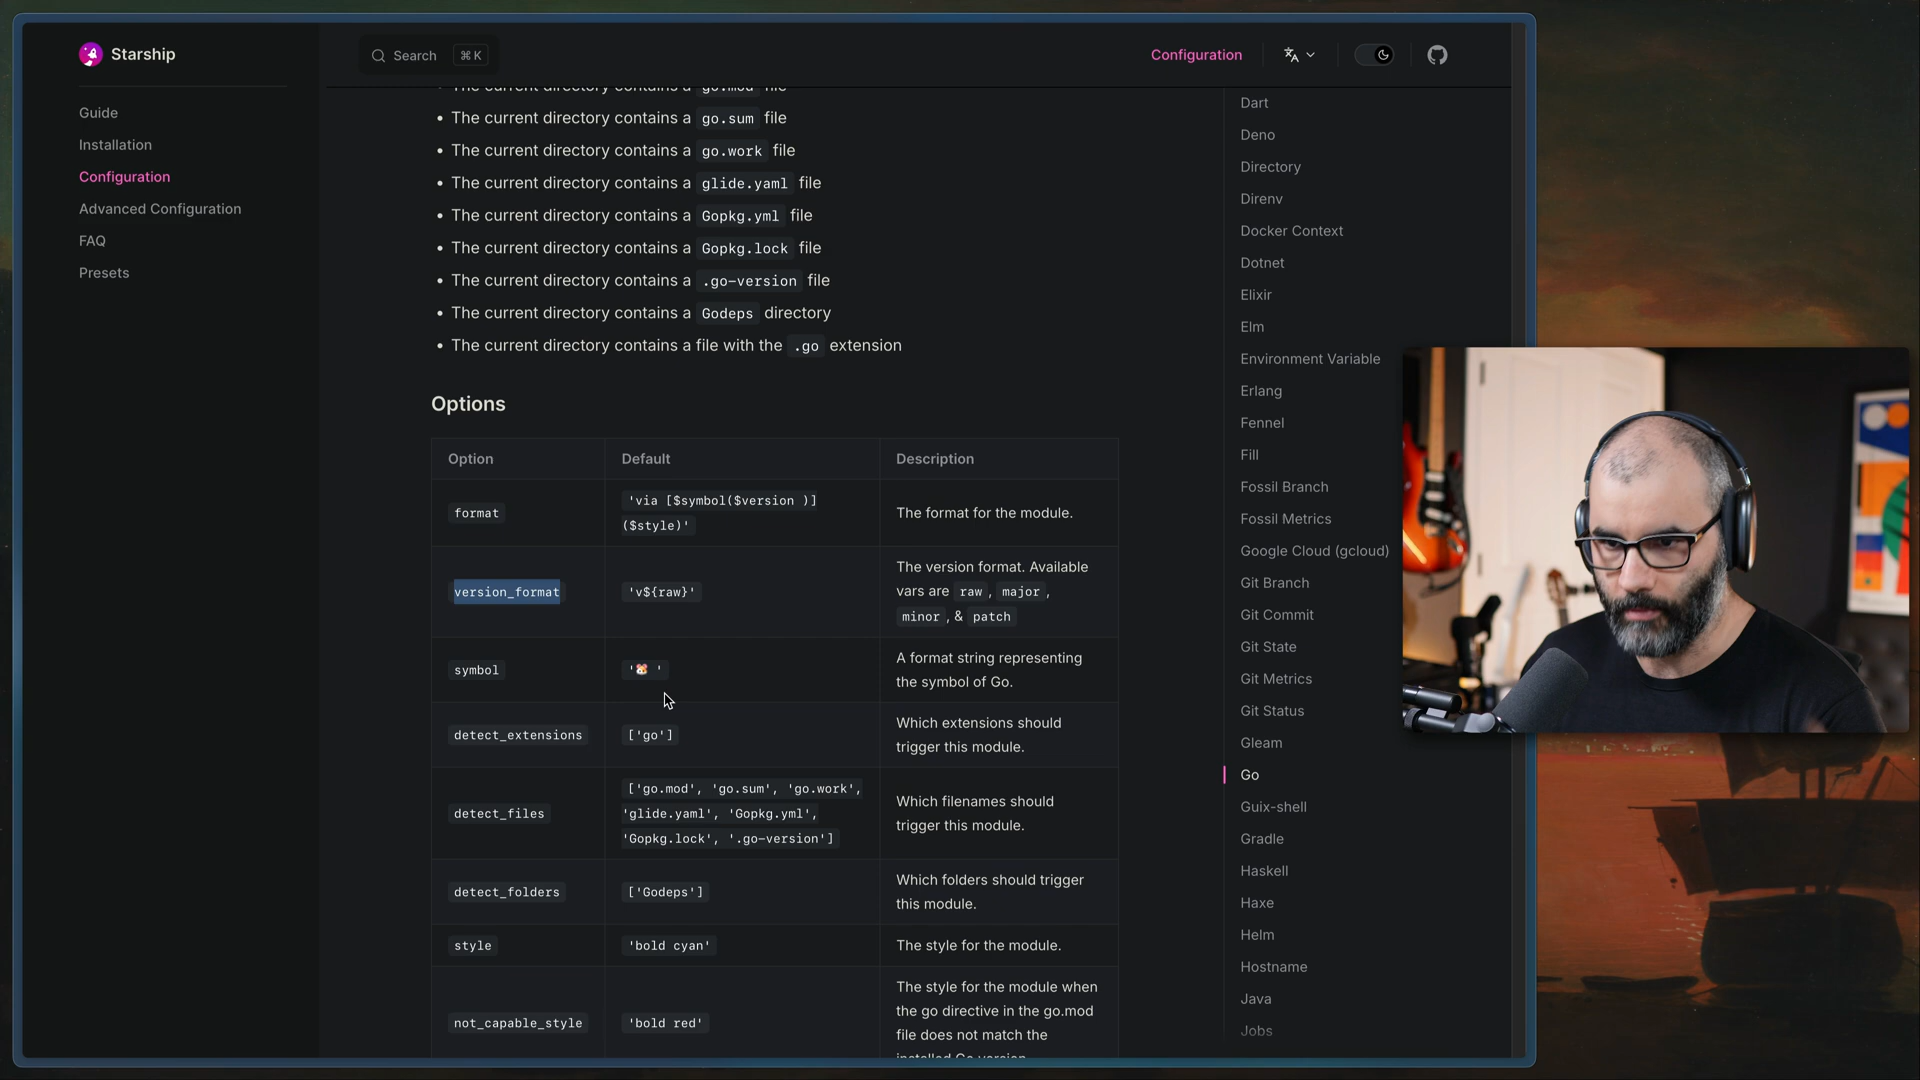 Starship
Search ⌘ K
Configuration
Guide
Installation
Configuration
Advanced Configuration
FAQ
Presets
The current directory contains a go.mod file
The current directory contains a go.sum file
The current directory contains a go.work file
The current directory contains a glide.yaml file
The current directory contains a Gopkg.yml file
The current directory contains a Gopkg.lock file
The current directory contains a .go-version file
The current directory contains a Godeps directory
The current directory contains a file with the .go extension
Options
Option Default Description
format 'via [$symbol($version )]
($style)' The format for the module.
version_format 'v${raw}' The version format. Available
vars are raw , major ,
minor , & patch
symbol '🐹 ' A format string representing
the symbol of Go.
detect_extensions ['go'] Which extensions should
trigger this module.
detect_files ['go.mod', 'go.sum', 'go.work',
'glide.yaml', 'Gopkg.yml',
'Gopkg.lock', '.go-version'] Which filenames should
trigger this module.
detect_folders ['Godeps'] Which folders should trigger
this module.
style 'bold cyan' The style for the module.
not_capable_style 'bold red' The style for the module when
the go directive in the go.mod
file does not match the
installed Go version.
Dart
Deno
Directory
Direnv
Docker Context
Dotnet
Elixir
Elm
Environment Variable
Erlang
Fennel
Fill
Fossil Branch
Fossil Metrics
Google Cloud (gcloud)
Git Branch
Git Commit
Git State
Git Metrics
Git Status
Gleam
Go
Guix-shell
Gradle
Haskell
Haxe
Helm
Hostname
Java
Jobs